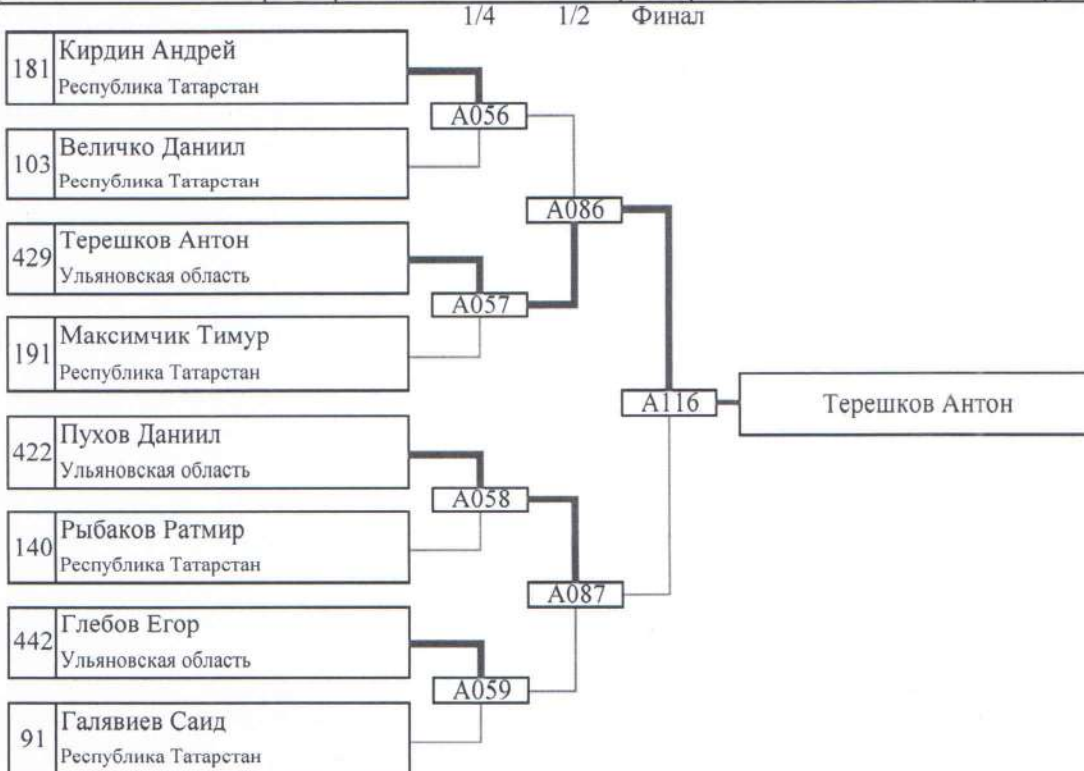 1/4 1/2 Финал
181 Кирдин Андрей
Республика Татарстан
A056
103 Величко Даниил
Республика Татарстан
A086
429 Терешков Антон
Ульяновская область
A057
191 Максимчик Тимур
Республика Татарстан
A116 Терешков Антон
422 Пухов Даниил
Ульяновская область
A058
140 Рыбаков Ратмир
Республика Татарстан
A087
442 Глебов Егор
Ульяновская область
A059
91 Галявиев Саид
Республика Татарстан